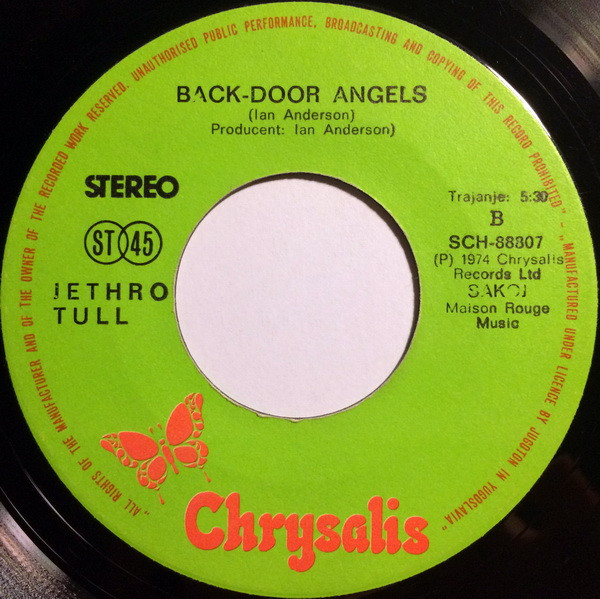 "ALL RIGHTS OF THE MANUFACTURER AND OF THE OWNER OF THE RECORDED WORK RESERVED. UNAUTHORISED PUBLIC PERFORMANCE, BROADCASTING AND COPYING OF THIS RECORD PROHIBITED" - "MANUFACTURED UNDER LICENCE BY JUGOTON IN YUGOSLAVIA"
BACK-DOOR ANGELS
(Ian Anderson)
Producent: Ian Anderson)
STEREO
ST 45
JETHRO
TULL
Trajanje: 5:30
B
SCH-88807
(P) 1974 Chrysalis
Records Ltd
SAKOJ
Maison Rouge
Music
Chrysalis